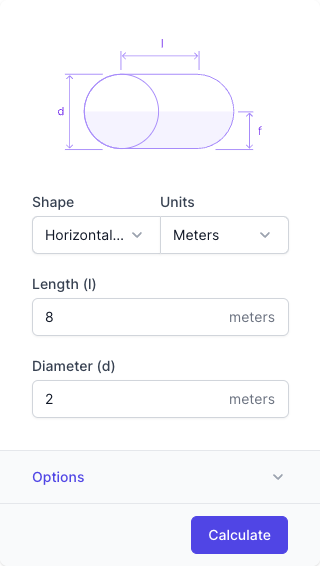 l
d
f
Shape Units
Horizontal... Meters
Length (l)
8 meters
Diameter (d)
2 meters
Options
Calculate